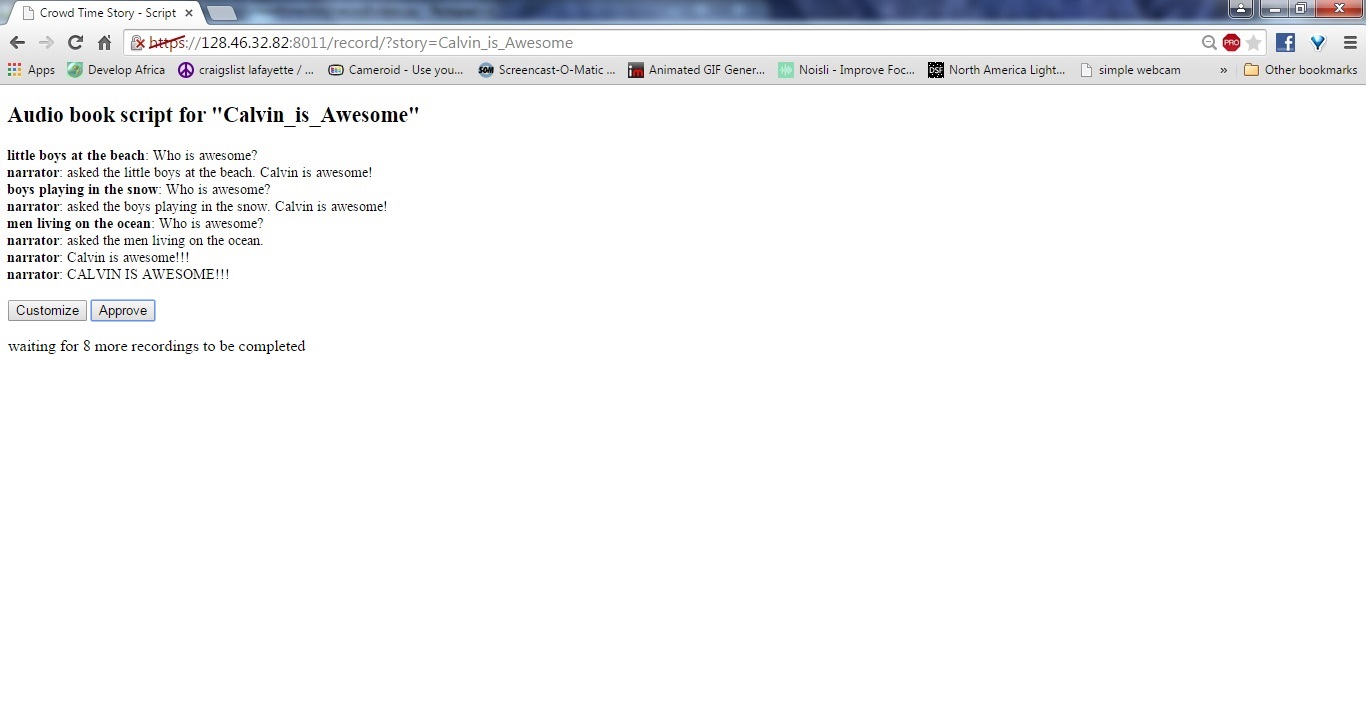 Crowd Time Story - Script
https://128.46.32.82:8011/record/?story=Calvin_is_Awesome
PRO
Apps Develop Africa craigslist lafayette / ... Cameroid - Use you... Screencast-O-Matic ... Animated GIF Gener... Noisli - Improve Foc... North America Light... simple webcam » Other bookmarks
Audio book script for "Calvin_is_Awesome"
little boys at the beach: Who is awesome?
narrator: asked the little boys at the beach. Calvin is awesome!
boys playing in the snow: Who is awesome?
narrator: asked the boys playing in the snow. Calvin is awesome!
men living on the ocean: Who is awesome?
narrator: asked the men living on the ocean.
narrator: Calvin is awesome!!!
narrator: CALVIN IS AWESOME!!!
Customize Approve
waiting for 8 more recordings to be completed